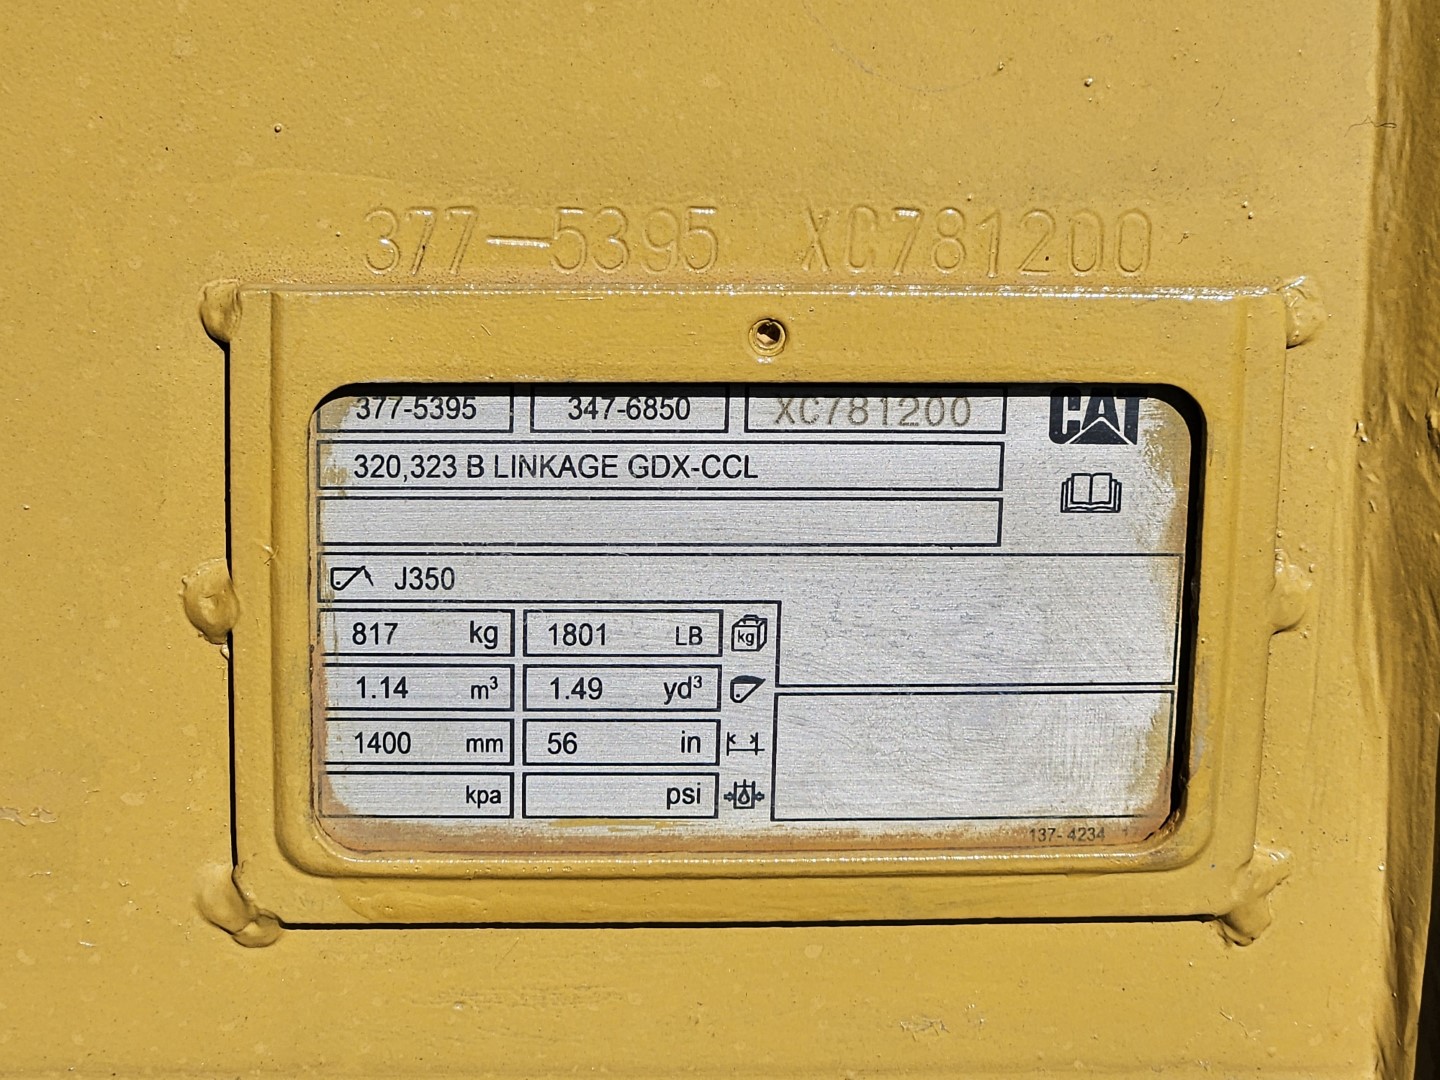 377-5395 XC781200
377-5395 347-6850 XC781200 CAT
320,323 B LINKAGE GDX-CCL
J350
817 kg 1801 LB kg
1.14 m³ 1.49 yd³
1400 mm 56 in
kpa psi
137-4234